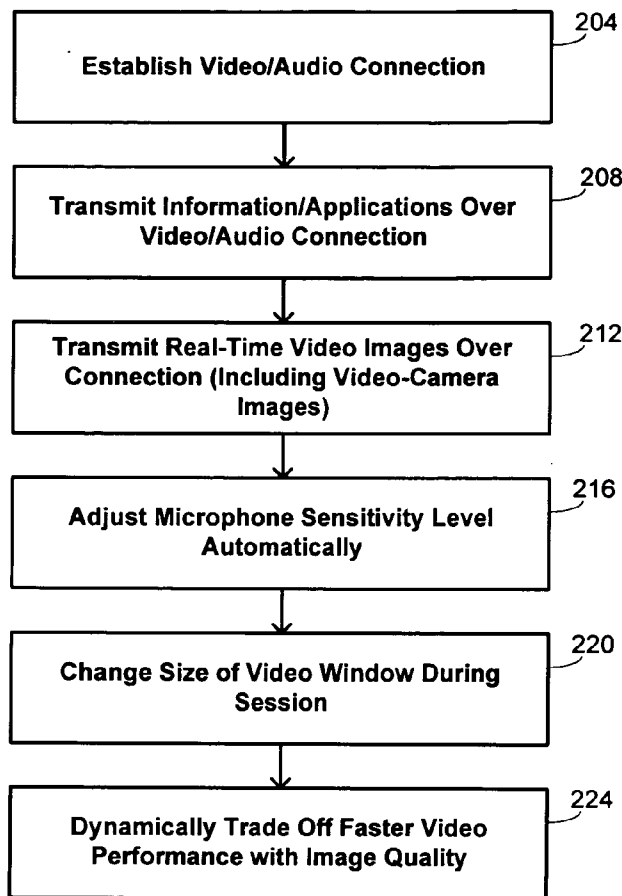 204
Establish Video/Audio Connection
208
Transmit Information/Applications Over
Video/Audio Connection
212
Transmit Real-Time Video Images Over
Connection (Including Video-Camera
Images)
216
Adjust Microphone Sensitivity Level
Automatically
220
Change Size of Video Window During
Session
224
Dynamically Trade Off Faster Video
Performance with Image Quality